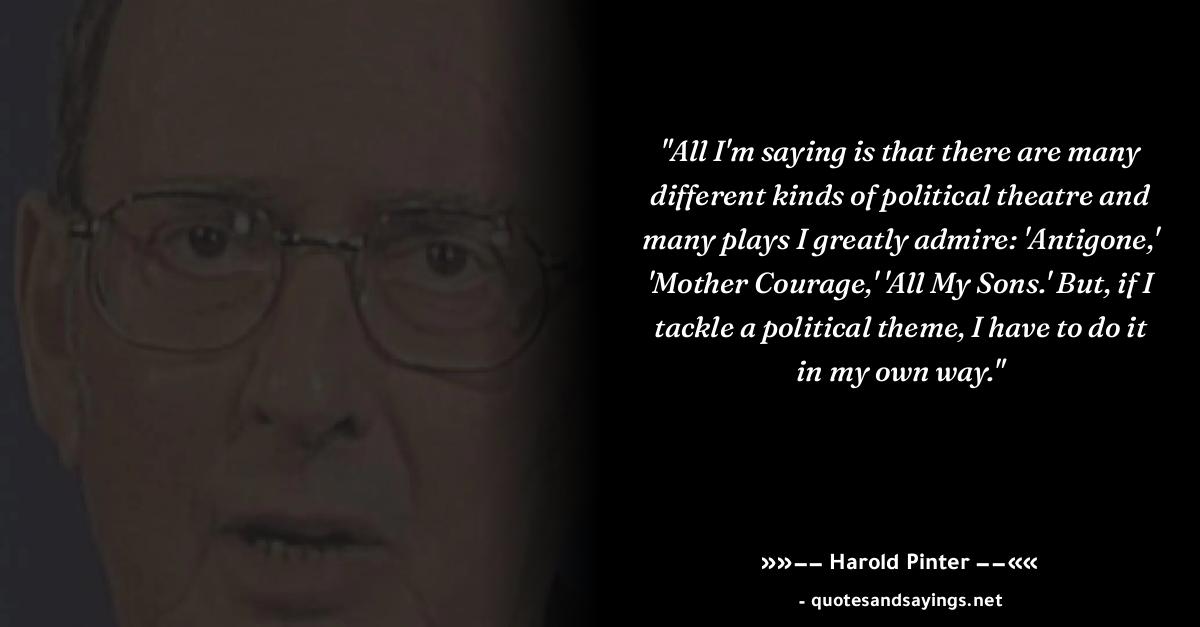 "All I'm saying is that there are many
different kinds of political theatre and
many plays I greatly admire: 'Antigone,'
'Mother Courage,' 'All My Sons.' But, if I
tackle a political theme, I have to do it
in my own way."
»»–– Harold Pinter ––««
- quotesandsayings.net